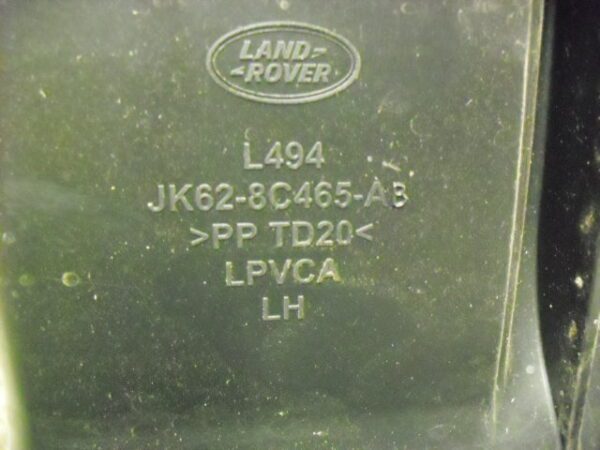 LAND-
-ROVER
L494
JK62-8C465-AB
>PP TD20<
LPVCA
LH